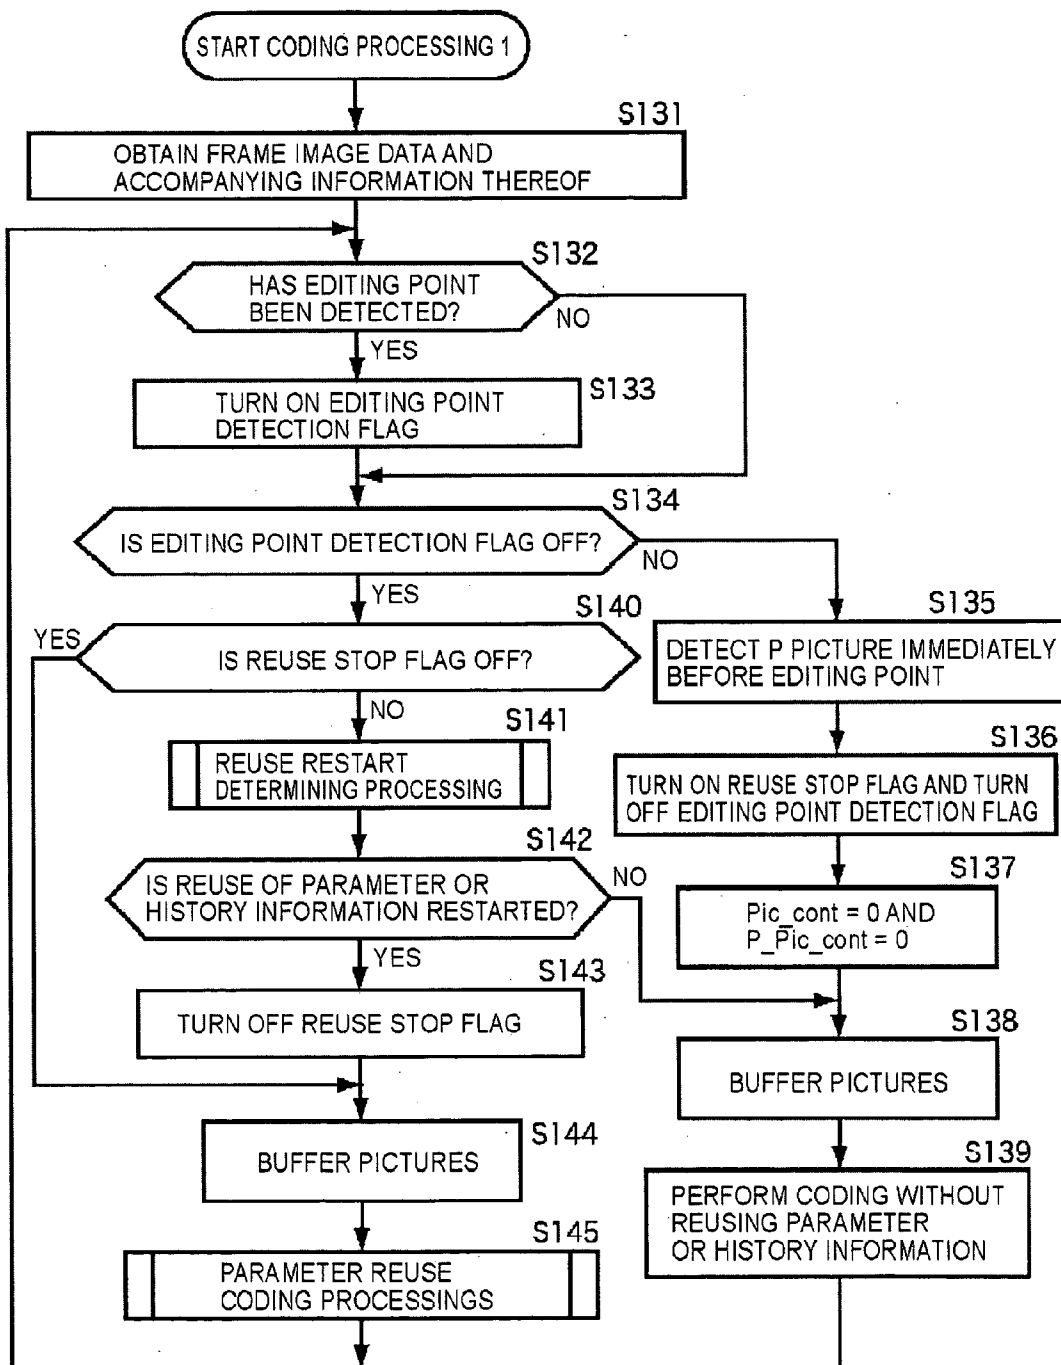 START CODING PROCESSING 1
S131
OBTAIN FRAME IMAGE DATA AND
ACCOMPANYING INFORMATION THEREOF
S132
HAS EDITING POINT
BEEN DETECTED?
NO
YES
S133
TURN ON EDITING POINT
DETECTION FLAG
S134
IS EDITING POINT DETECTION FLAG OFF?
NO
YES
S135
DETECT P PICTURE IMMEDIATELY
BEFORE EDITING POINT
S140
YES
IS REUSE STOP FLAG OFF?
NO
S136
TURN ON REUSE STOP FLAG AND TURN
OFF EDITING POINT DETECTION FLAG
S141
REUSE RESTART
DETERMINING PROCESSING
S142
IS REUSE OF PARAMETER OR
HISTORY INFORMATION RESTARTED?
NO
YES
S137
Pic_cont = 0 AND
P_Pic_cont = 0
S143
TURN OFF REUSE STOP FLAG
S138
BUFFER PICTURES
S144
BUFFER PICTURES
S139
PERFORM CODING WITHOUT
REUSING PARAMETER
OR HISTORY INFORMATION
S145
PARAMETER REUSE
CODING PROCESSINGS